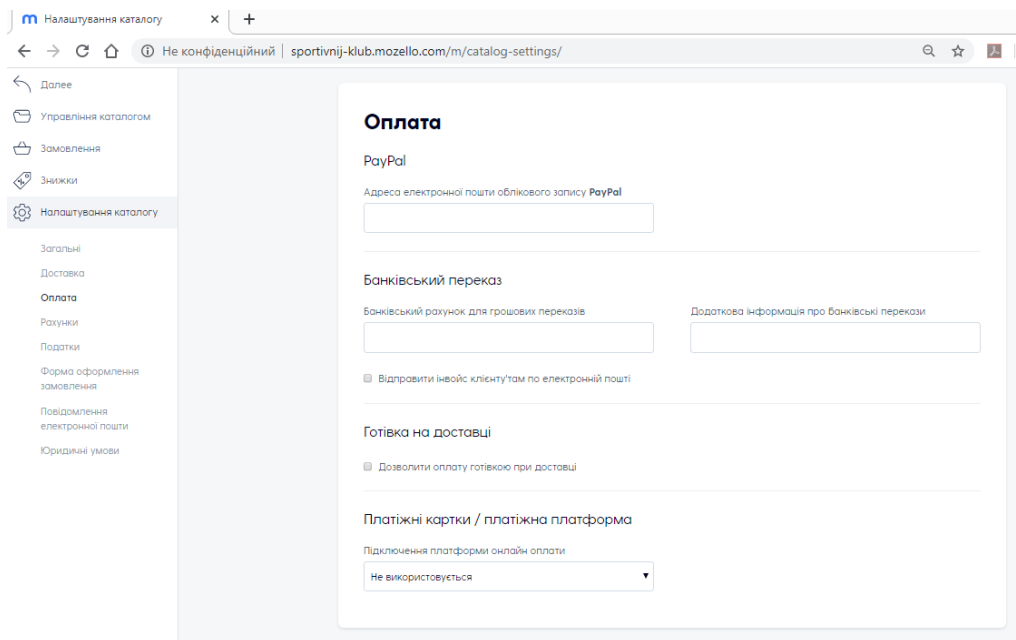 Налаштування каталогу
Не конфіденційний
sportivnij-klub.mozello.com/m/catalog-settings/
Далее
Управління каталогом
Замовлення
Знижки
Налаштування каталогу
Загальні
Доставка
Оплата
Рахунки
Податки
Форма оформлення
замовлення
Повідомлення
електронної пошти
Юридичні умови
Оплата
PayPal
Адреса електронної пошти облікового запису PayPal
Банківський переказ
Банківський рахунок для грошових переказів
Додаткова інформація про банківські перекази
Відправити інвойс клієнту'там по електронній пошті
Готівка на доставці
Дозволити оплату готівкою при доставці
Платіжні картки / платіжна платформа
Підключення платформи онлайн оплати
Не використовується